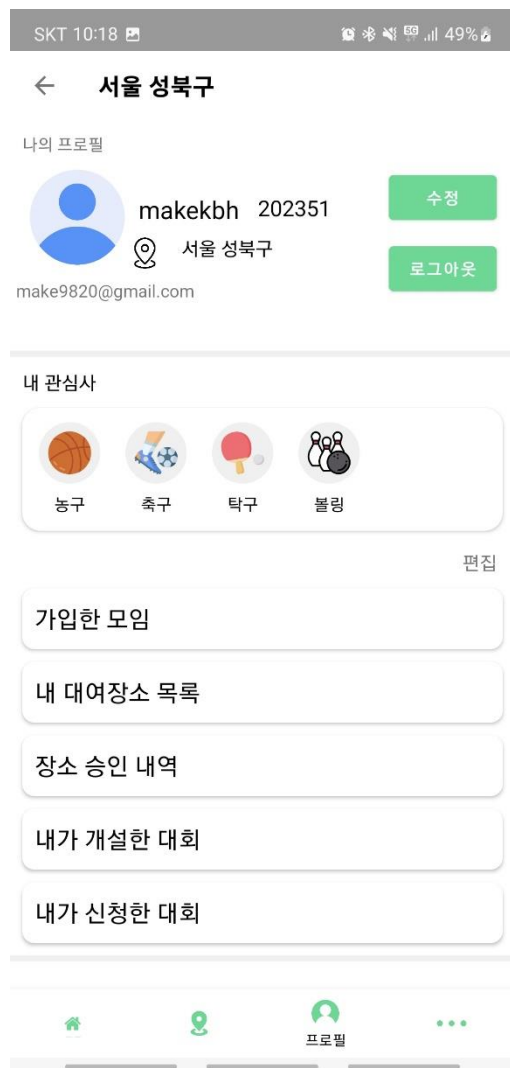 SKT 10:18 5G 49%
서울 성북구
나의 프로필
makekbh 202351 수정
서울 성북구
로그아웃
make9820@gmail.com
내 관심사
농구 축구 탁구 볼링
편집
가입한 모임
내 대여장소 목록
장소 승인 내역
내가 개설한 대회
내가 신청한 대회
프로필